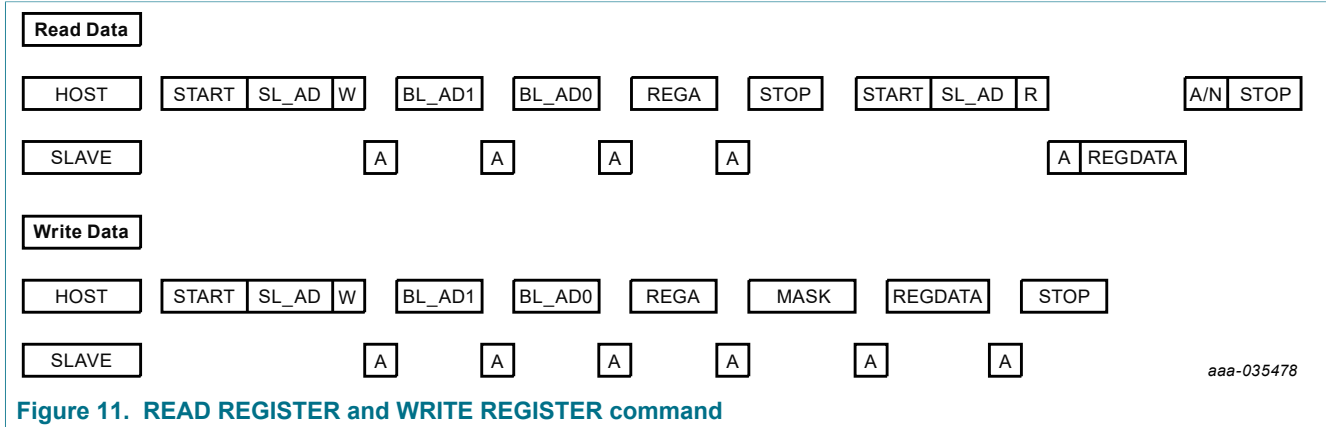 Read Data
HOST START SL_AD W BL_AD1 BL_AD0 REGA STOP START SL_AD R A/N STOP
SLAVE A A A A A REGDATA
Write Data
HOST START SL_AD W BL_AD1 BL_AD0 REGA MASK REGDATA STOP
SLAVE A A A A A A
aaa-035478
Figure 11. READ REGISTER and WRITE REGISTER command